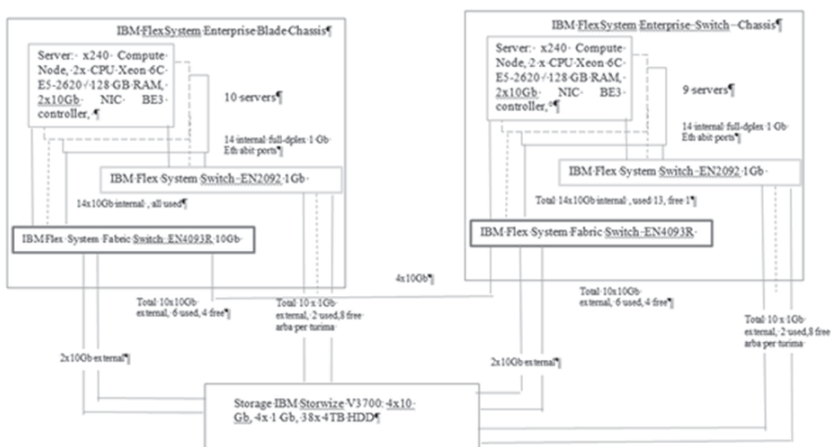 IBM FlexSystem Enterprise Blade Chassis¶
Server: x240 Compute
Node, 2x CPU Xeon 6C
E5-2620 / 128 GB RAM,
2x10Gb NIC BE3
controller, ¶
10 servers¶
14 internal full-dplex 1 Gb
Eth abit ports¶
IBM Flex System Switch EN2092 1Gb
14x10Gb internal , all used¶
IBM Flex System Fabric Switch EN4093R 10Gb
Total 10x10Gb
external, 6 used, 4 free¶
Total 10 x 1Gb
external, 2 used,8 free
arba per turima
2x10Gb external¶
4x10Gb¶
IBM FlexSystem Enterprise Switch Chassis¶
Server: x240 Compute
Node, 2 x CPU Xeon 6C
E5-2620 / 128 GB RAM,
2x10Gb NIC BE3
controller, ¶
9 servers¶
14 internal full-dplex 1 Gb
Eth abit ports¶
IBM Flex System Switch EN2092 1Gb
Total 14x10Gb internal , used 13, free 1¶
IBM Flex System Fabric Switch EN4093R
Total 10x10Gb
external, 6 used, 4 free¶
Total 10 x 1Gb
external, 2 used,8 free
arba per turima
2x10Gb external¶
Storage IBM Storwize V3700: 4x10
Gb, 4x 1 Gb, 38x 4TB HDD¶